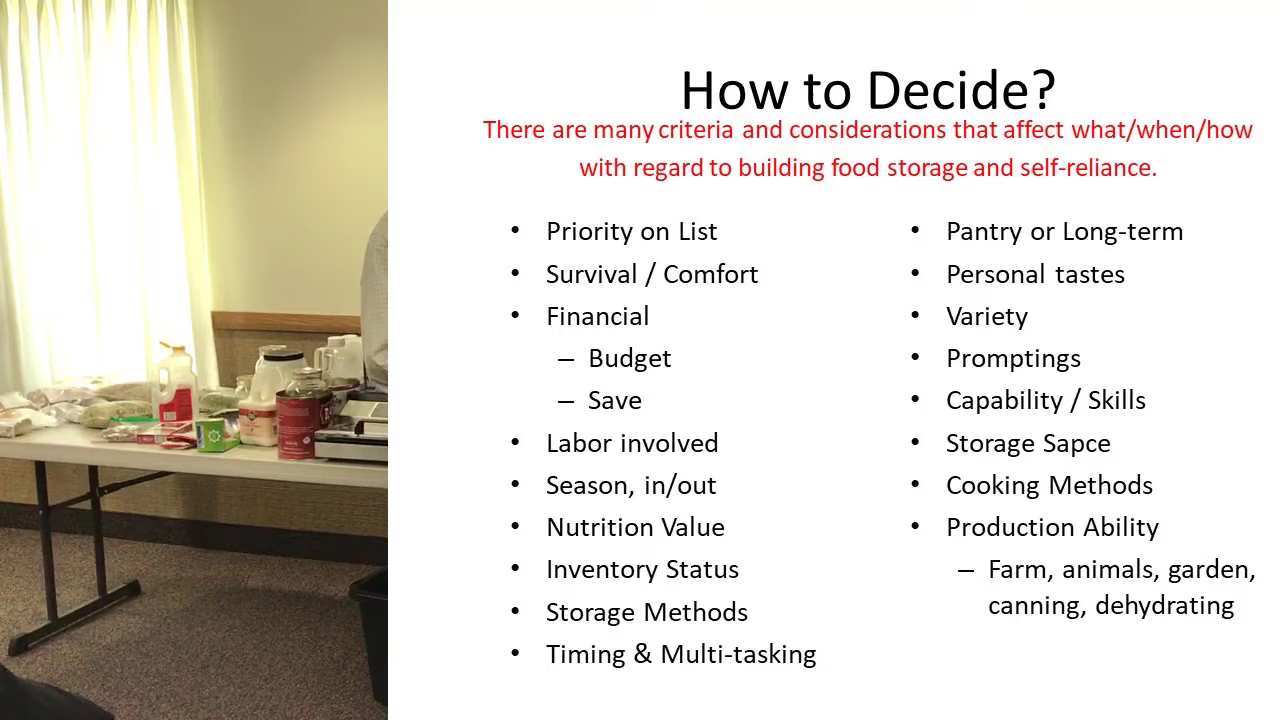 How to Decide?
There are many criteria and considerations that affect what/when/how
with regard to building food storage and self-reliance.
• Priority on List
• Survival / Comfort
• Financial
– Budget
– Save
• Labor involved
• Season, in/out
• Nutrition Value
• Inventory Status
• Storage Methods
• Timing & Multi-tasking
• Pantry or Long-term
• Personal tastes
• Variety
• Promptings
• Capability / Skills
• Storage Sapce
• Cooking Methods
• Production Ability
– Farm, animals, garden,
canning, dehydrating